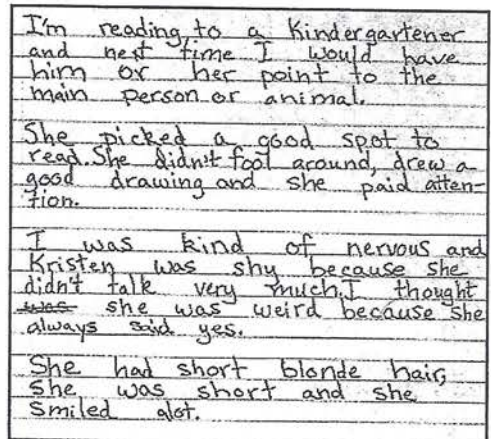 I'm reading to a Kindergartener
and next time I would have
him or her point to the
main person or animal.
She picked a good spot to
read. She didn't fool around, drew a
good drawing and she paid atten-
tion.
I was kind of nervous and
Kristen was shy because she
didn't talk very much. I thought
was she was weird because she
always said yes.
She had short blonde hair,
she was short and she
smiled alot.